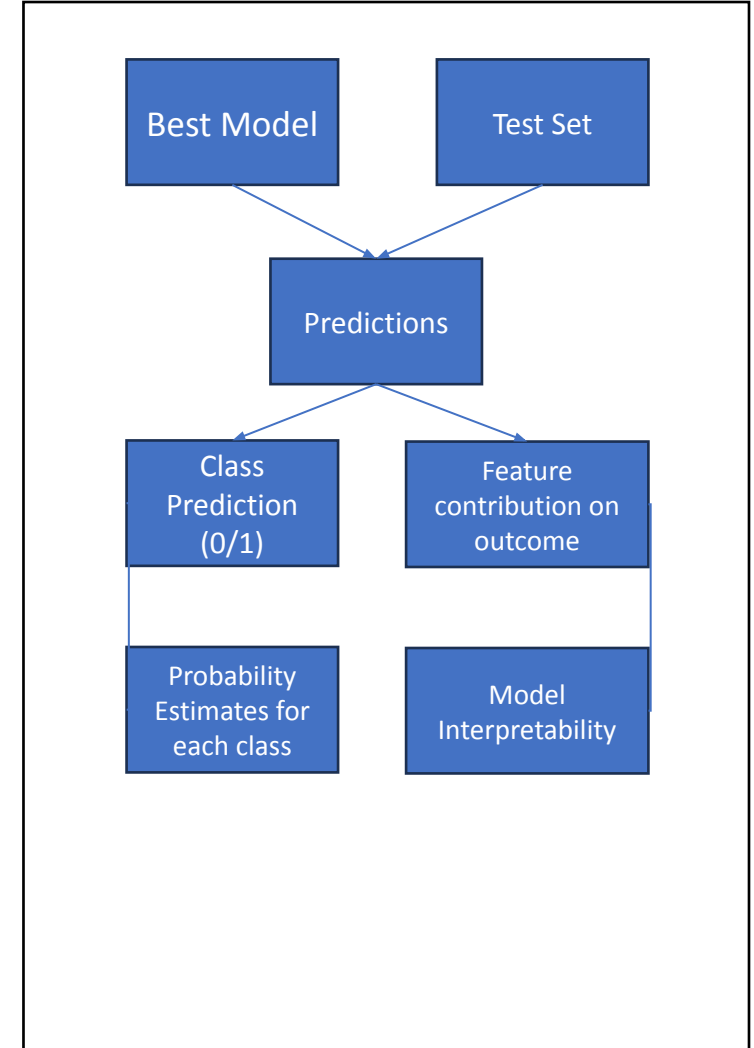 Best Model
Test Set
Predictions
Class
Prediction
(0/1)
Feature
contribution on
outcome
Probability
Estimates for
each class
Model
Interpretability